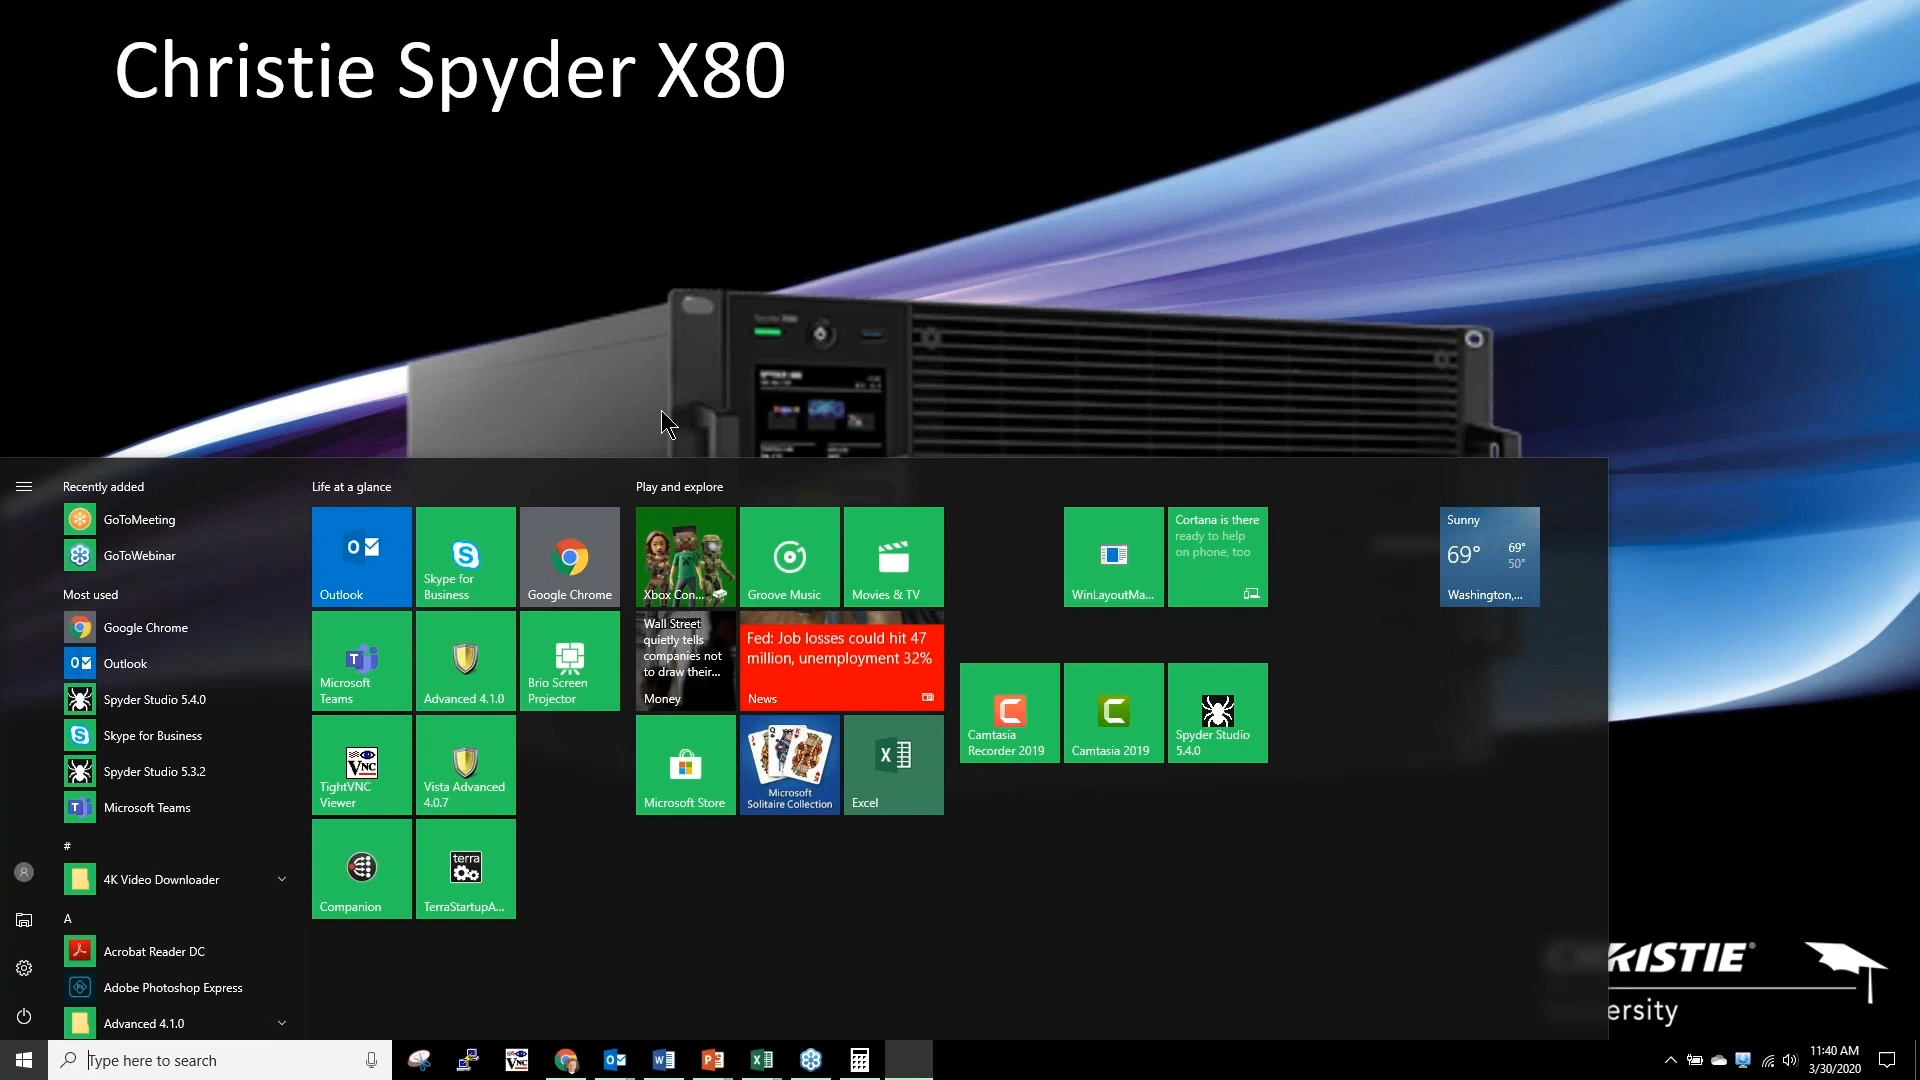 Christie Spyder X80
Recently added
GoToMeeting
GoToWebinar
Most used
Google Chrome
Outlook
Spyder Studio 5.4.0
Skype for Business
Spyder Studio 5.3.2
Microsoft Teams
#
4K Video Downloader
A
Acrobat Reader DC
Adobe Photoshop Express
Advanced 4.1.0
Life at a glance
Outlook
Skype for
Business
Google Chrome
Microsoft
Teams
Advanced 4.1.0
Brio Screen
Projector
TightVNC
Viewer
Vista Advanced
4.0.7
Companion
terra
TerraStartupA...
Play and explore
Xbox Con...
Groove Music
Movies & TV
Wall Street
quietly tells
companies not
to draw their...
Money
Fed: Job losses could hit 47
million, unemployment 32%
News
Microsoft Store
Microsoft
Solitaire Collection
Excel
WinLayoutMa...
Cortana is there
ready to help
on phone, too
Camtasia
Recorder 2019
Camtasia 2019
Spyder Studio
5.4.0
Sunny
69°
69°
50°
Washington,...
KISTIE®
ersity
Type here to search
11:40 AM
3/30/2020